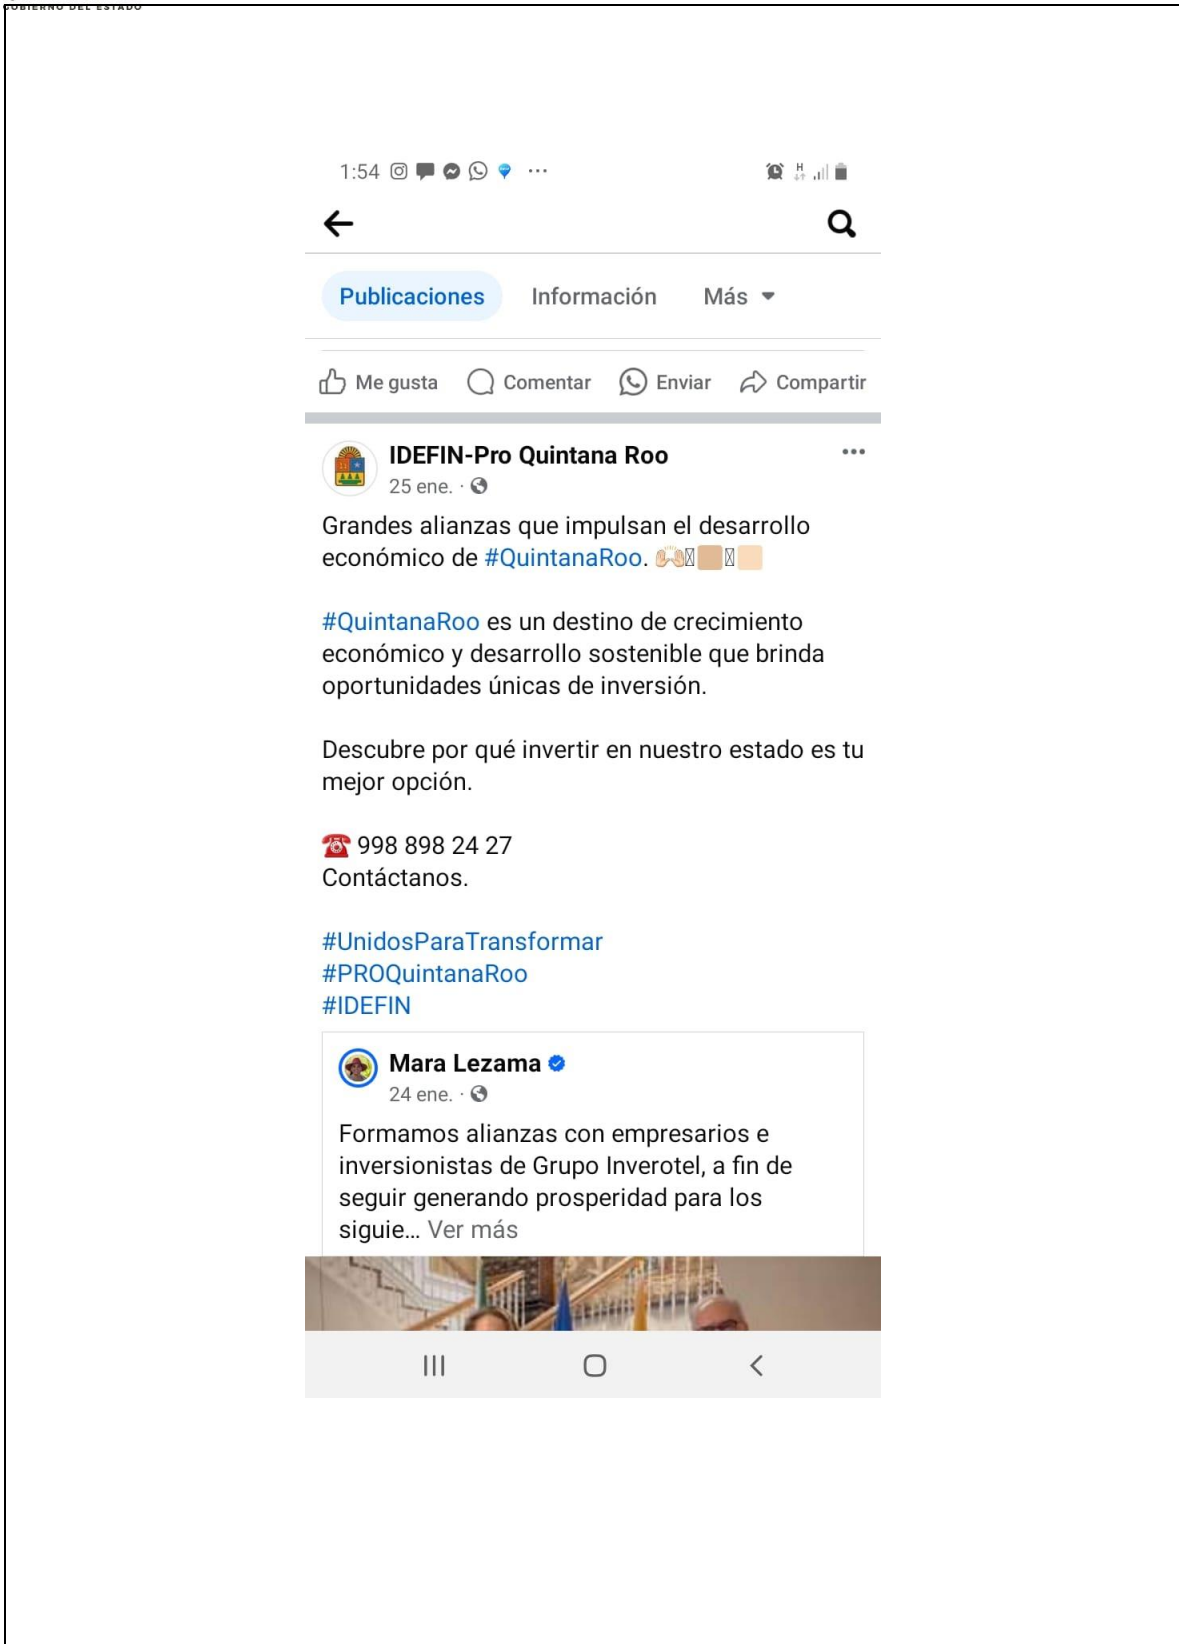 GOBIERNO DEL ESTADO
1:54
H
Publicaciones Información Más
Me gusta Comentar Enviar Compartir
IDEFIN-Pro Quintana Roo
25 ene. ·
Grandes alianzas que impulsan el desarrollo
económico de #QuintanaRoo.
#QuintanaRoo es un destino de crecimiento
económico y desarrollo sostenible que brinda
oportunidades únicas de inversión.
Descubre por qué invertir en nuestro estado es tu
mejor opción.
998 898 24 27
Contáctanos.
#UnidosParaTransformar
#PROQuintanaRoo
#IDEFIN
Mara Lezama
24 ene. ·
Formamos alianzas con empresarios e
inversionistas de Grupo Inverotel, a fin de
seguir generando prosperidad para los
siguie... Ver más